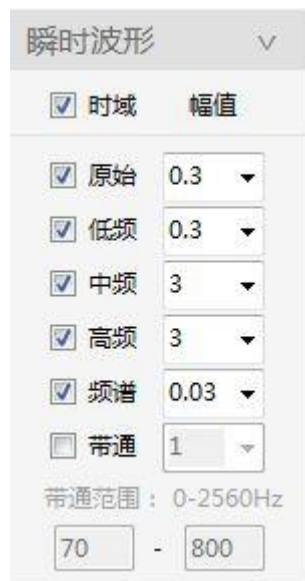 瞬时波形
时域 幅值
原始 0.3
低频 0.3
中频 3
高频 3
频谱 0.03
带通 1
带通范围： 0-2560Hz
70 - 800